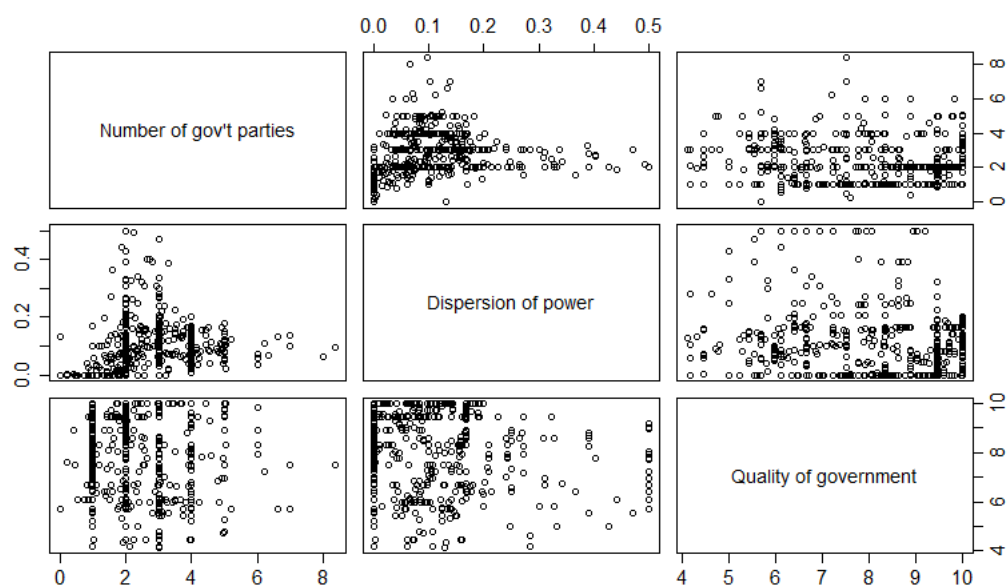 0.0 0.1 0.2 0.3 0.4 0.5
Number of gov't parties
0 2 4 6 8
0.0 0.2 0.4
Dispersion of power
Quality of government
4 6 8 10
0 2 4 6 8
4 5 6 7 8 9 10